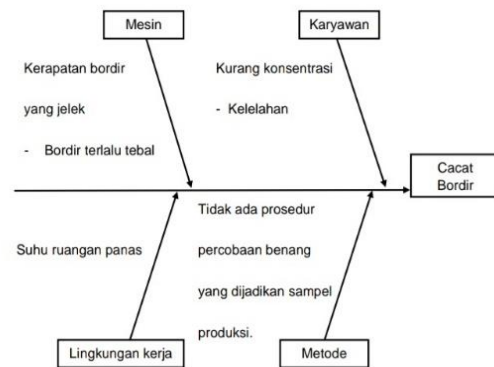 Mesin
Karyawan
Kerapatan bordir
yang jelek
- Bordir terlalu tebal
Kurang konsentrasi
- Kelelahan
Cacat
Bordir
Suhu ruangan panas
Tidak ada prosedur
percobaan benang
yang dijadikan sampel
produksi.
Lingkungan kerja
Metode